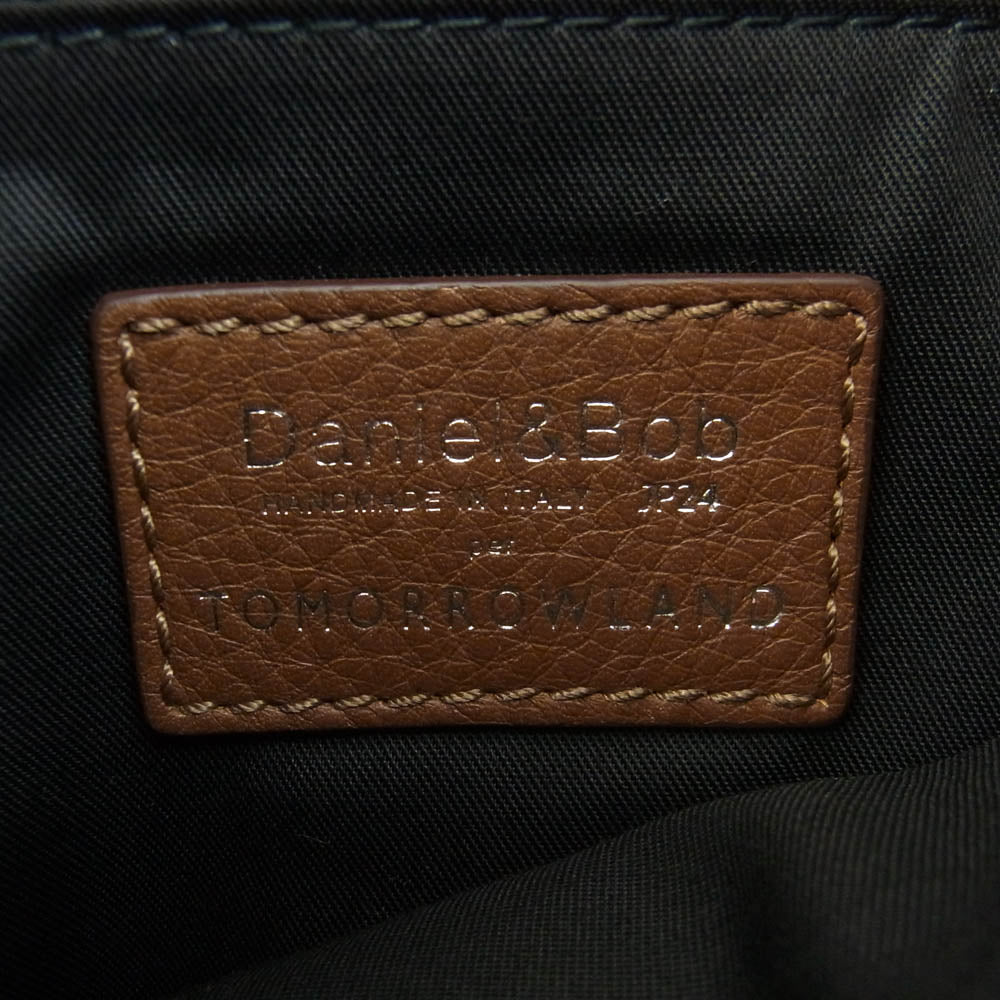 Daniel&Bob
HANDMADE IN ITALY JP24
per
TOMORROWLAND